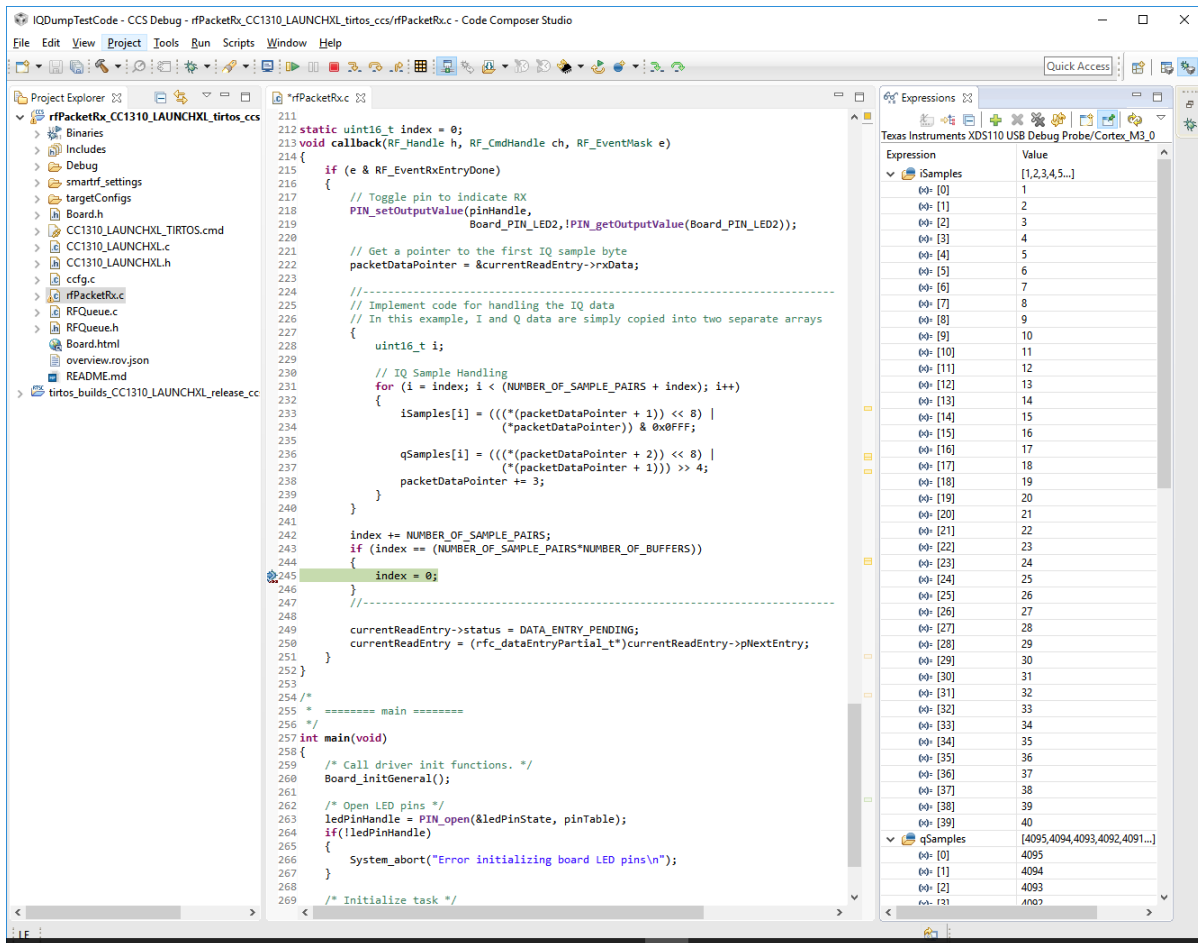 IQDumpTestCode - CCS Debug - rfPacketRx_CC1310_LAUNCHXL_tirtos_ccs/rfPacketRx.c - Code Composer Studio
File Edit View Project Tools Run Scripts Window Help
Quick Access
Project Explorer
rfPacketRx_CC1310_LAUNCHXL_tirtos_ccs
Binaries
Includes
Debug
smartrf_settings
targetConfigs
Board.h
CC1310_LAUNCHXL_TIRTOS.cmd
CC1310_LAUNCHXL.c
CC1310_LAUNCHXL.h
ccfg.c
rfPacketRx.c
RFQueue.c
RFQueue.h
Board.html
overview.rov.json
README.md
tirtos_builds_CC1310_LAUNCHXL_release_cc
*rfPacketRx.c
211
212 static uint16_t index = 0;
213 void callback(RF_Handle h, RF_CmdHandle ch, RF_EventMask e)
214 {
215     if (e & RF_EventRxEntryDone)
216     {
217         // Toggle pin to indicate RX
218         PIN_setOutputValue(pinHandle,
219                            Board_PIN_LED2,!PIN_getOutputValue(Board_PIN_LED2));
220
221         // Get a pointer to the first IQ sample byte
222         packetDataPointer = &currentReadEntry->rxData;
223
224         //---------------------------------------------------------------------------
225         // Implement code for handling the IQ data
226         // In this example, I and Q data are simply copied into two separate arrays
227         {
228             uint16_t i;
229
230             // IQ Sample Handling
231             for (i = index; i < (NUMBER_OF_SAMPLE_PAIRS + index); i++)
232             {
233                 iSamples[i] = (((*(packetDataPointer + 1)) << 8) |
234                                 (*packetDataPointer)) & 0x0FFF;
235
236                 qSamples[i] = (((*(packetDataPointer + 2)) << 8) |
237                                 (*(packetDataPointer + 1))) >> 4;
238                 packetDataPointer += 3;
239             }
240         }
241
242         index += NUMBER_OF_SAMPLE_PAIRS;
243         if (index == (NUMBER_OF_SAMPLE_PAIRS*NUMBER_OF_BUFFERS))
244         {
245             index = 0;
246         }
247         //---------------------------------------------------------------------------
248
249         currentReadEntry->status = DATA_ENTRY_PENDING;
250         currentReadEntry = (rfc_dataEntryPartial_t*)currentReadEntry->pNextEntry;
251     }
252 }
253
254 /*
255  *  ======== main ========
256  */
257 int main(void)
258 {
259     /* Call driver init functions. */
260     Board_initGeneral();
261
262     /* Open LED pins */
263     ledPinHandle = PIN_open(&ledPinState, pinTable);
264     if(!ledPinHandle)
265     {
266         System_abort("Error initializing board LED pins\n");
267     }
268
269     /* Initialize task */
Expressions
Texas Instruments XDS110 USB Debug Probe/Cortex_M3_0
Expression Value
iSamples [1,2,3,4,5...]
(x)= [0] 1
(x)= [1] 2
(x)= [2] 3
(x)= [3] 4
(x)= [4] 5
(x)= [5] 6
(x)= [6] 7
(x)= [7] 8
(x)= [8] 9
(x)= [9] 10
(x)= [10] 11
(x)= [11] 12
(x)= [12] 13
(x)= [13] 14
(x)= [14] 15
(x)= [15] 16
(x)= [16] 17
(x)= [17] 18
(x)= [18] 19
(x)= [19] 20
(x)= [20] 21
(x)= [21] 22
(x)= [22] 23
(x)= [23] 24
(x)= [24] 25
(x)= [25] 26
(x)= [26] 27
(x)= [27] 28
(x)= [28] 29
(x)= [29] 30
(x)= [30] 31
(x)= [31] 32
(x)= [32] 33
(x)= [33] 34
(x)= [34] 35
(x)= [35] 36
(x)= [36] 37
(x)= [37] 38
(x)= [38] 39
(x)= [39] 40
qSamples [4095,4094,4093,4092,4091...]
(x)= [0] 4095
(x)= [1] 4094
(x)= [2] 4093
(x)= [3] 4092
LE